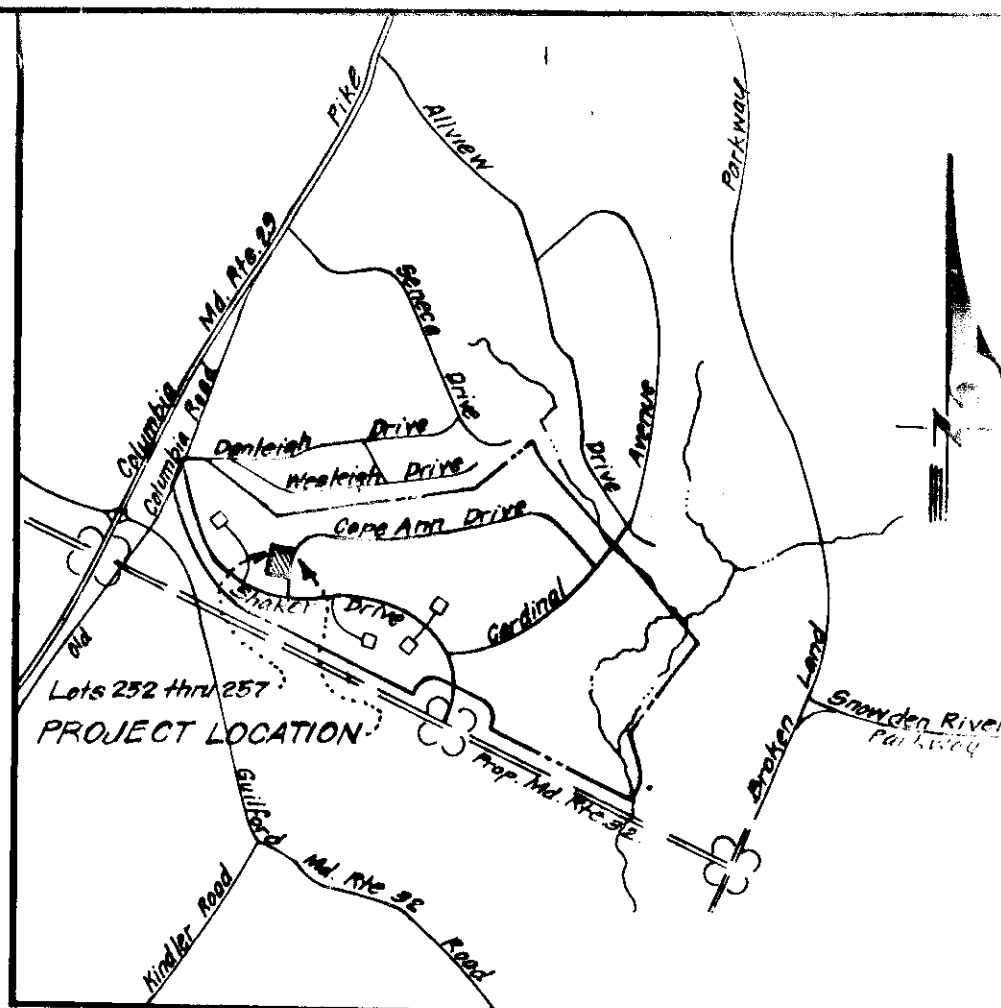 Pike
Allview
Parkway
Md. Rte. 29
Seneca
Columbia
Columbia Road
Drive
Drive
Avenue
Denleigh Drive
Wesleigh Drive
Cape Ann Drive
Shaker Drive
Cardinal
Old
Lots 252 thru 257
PROJECT LOCATION
Land
Broken
Snowden River
Parkway
Prop. Md. Rte 32
Guilford
Md. Rte 32
Kindler Road
Road